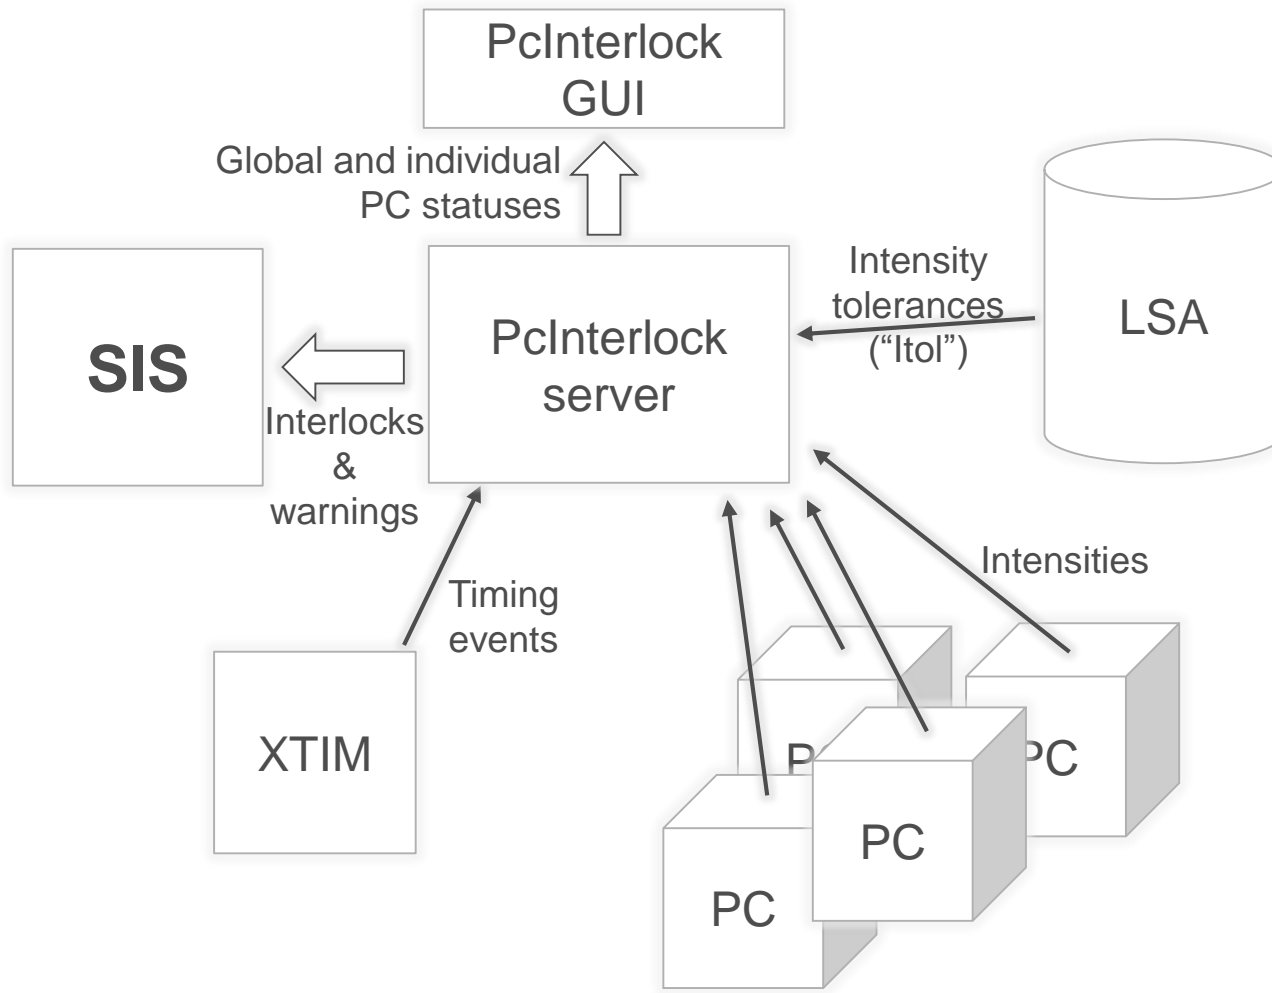 PcInterlock
GUI
Global and individual
PC statuses
SIS
PcInterlock
server
Intensity
tolerances
(“Itol”)
LSA
Interlocks
&
warnings
Timing
events
Intensities
XTIM
PC
PC
PC